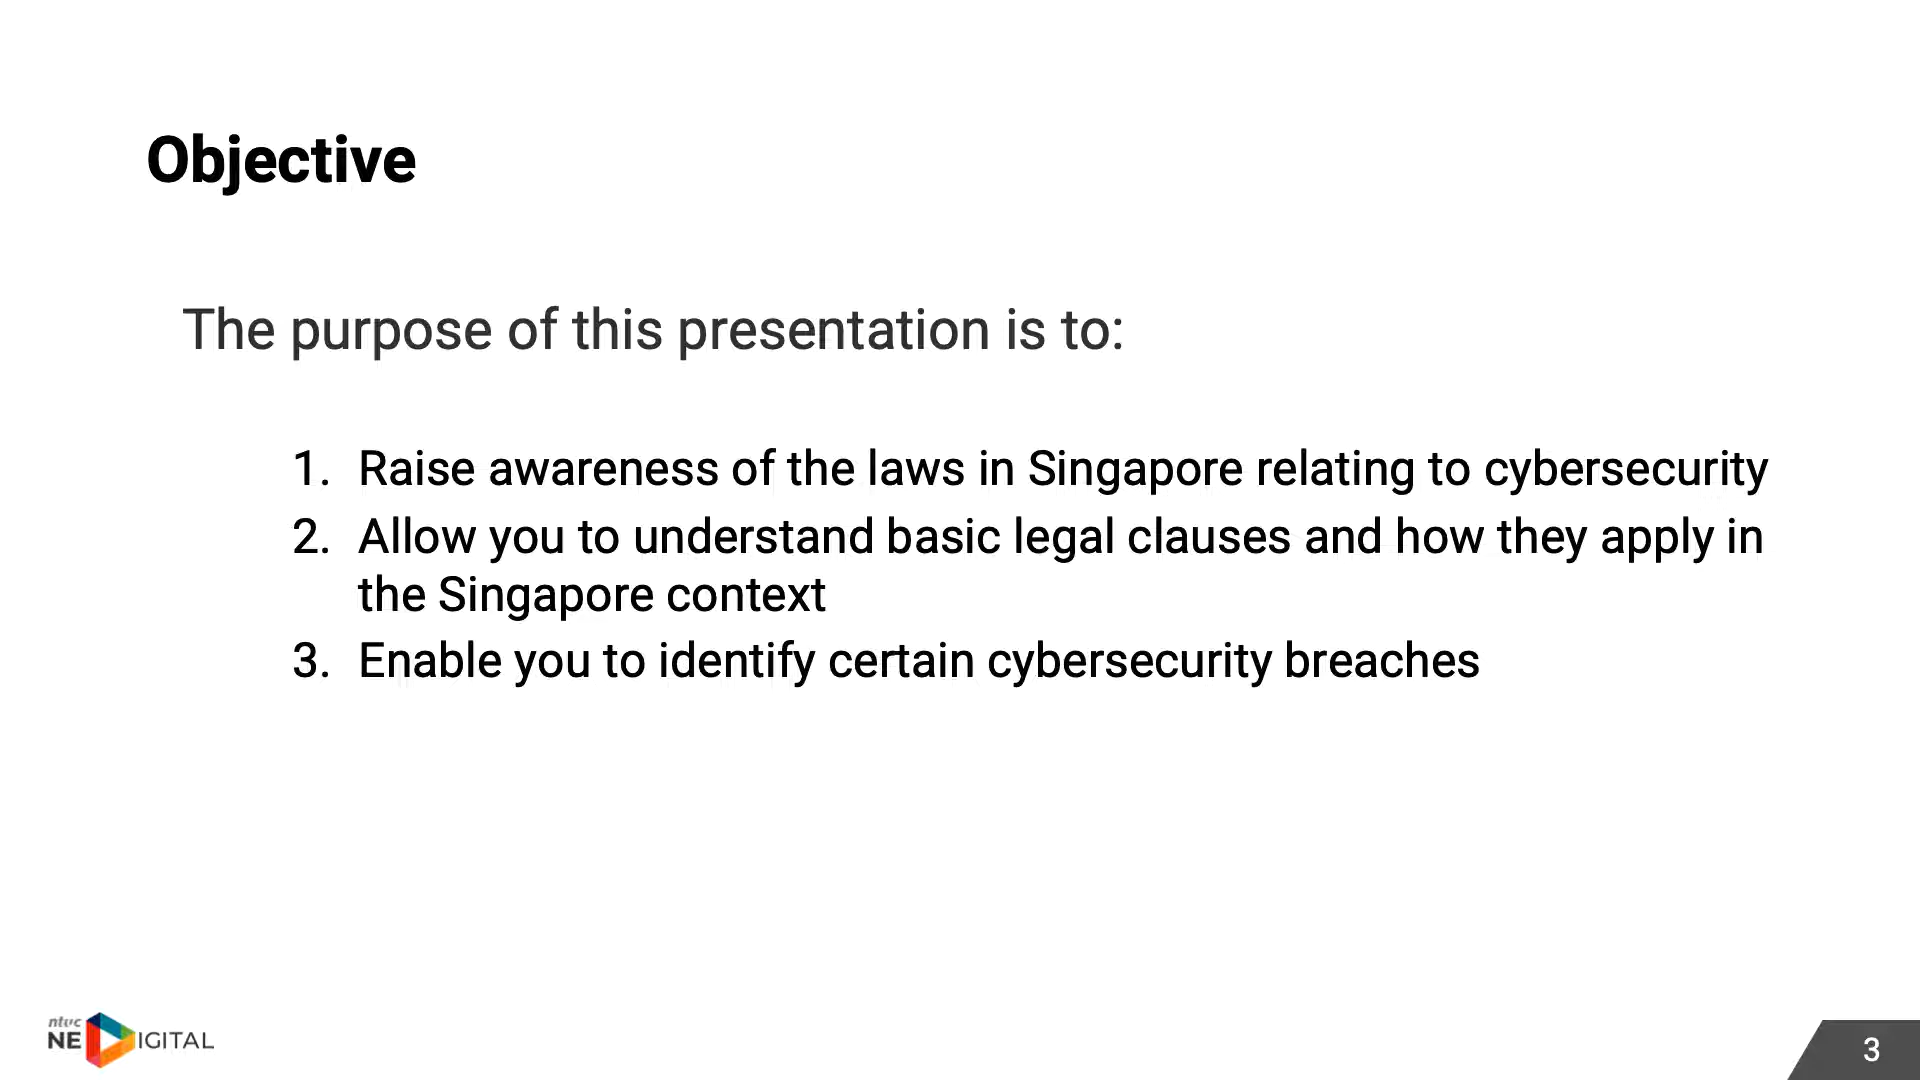 Objective
The purpose of this presentation is to:
1. Raise awareness of the laws in Singapore relating to cybersecurity
2. Allow you to understand basic legal clauses and how they apply in
the Singapore context
3. Enable you to identify certain cybersecurity breaches
ntuc
NE IGITAL
3